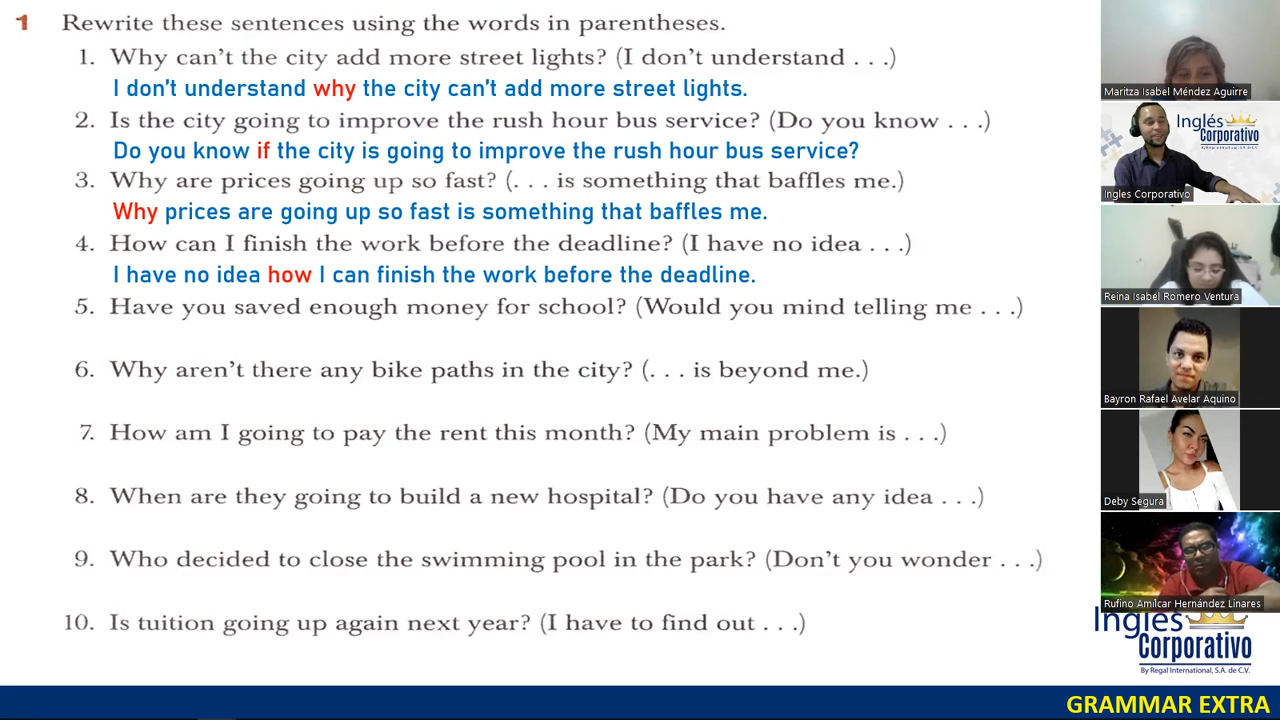 1 Rewrite these sentences using the words in parentheses.
1. Why can't the city add more street lights? (I don't understand . . .)
I don't understand why the city can't add more street lights.
2. Is the city going to improve the rush hour bus service? (Do you know . . .)
Do you know if the city is going to improve the rush hour bus service?
3. Why are prices going up so fast? (. . . is something that baffles me.)
Why prices are going up so fast is something that baffles me.
4. How can I finish the work before the deadline? (I have no idea . . .)
I have no idea how I can finish the work before the deadline.
5. Have you saved enough money for school? (Would you mind telling me . . .)
6. Why aren't there any bike paths in the city? (. . . is beyond me.)
7. How am I going to pay the rent this month? (My main problem is . . .)
8. When are they going to build a new hospital? (Do you have any idea . . .)
9. Who decided to close the swimming pool in the park? (Don't you wonder . . .)
10. Is tuition going up again next year? (I have to find out . . .)
Maritza Isabel Méndez Aguirre
Inglés
Corporativo
By Regal International, S.A. de C.V.
Ingles Corporativo
Reina Isabel Romero Ventura
Bayron Rafael Avelar Aquino
Deby Segura
Rufino Amílcar Hernández Linares
Inglés
Corporativo
By Regal International, S.A. de C.V.
GRAMMAR EXTRA